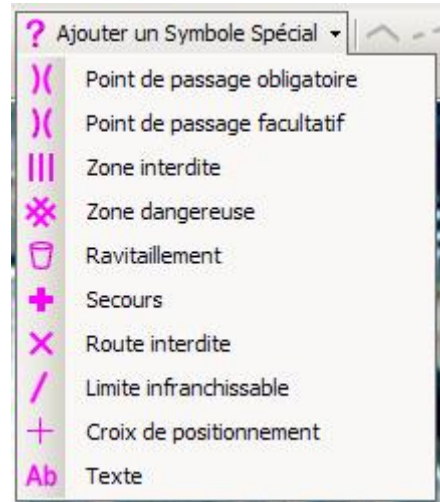 ? Ajouter un Symbole Spécial
Point de passage obligatoire
Point de passage facultatif
Zone interdite
Zone dangereuse
Ravitaillement
Secours
Route interdite
Limite infranchissable
Croix de positionnement
Ab Texte